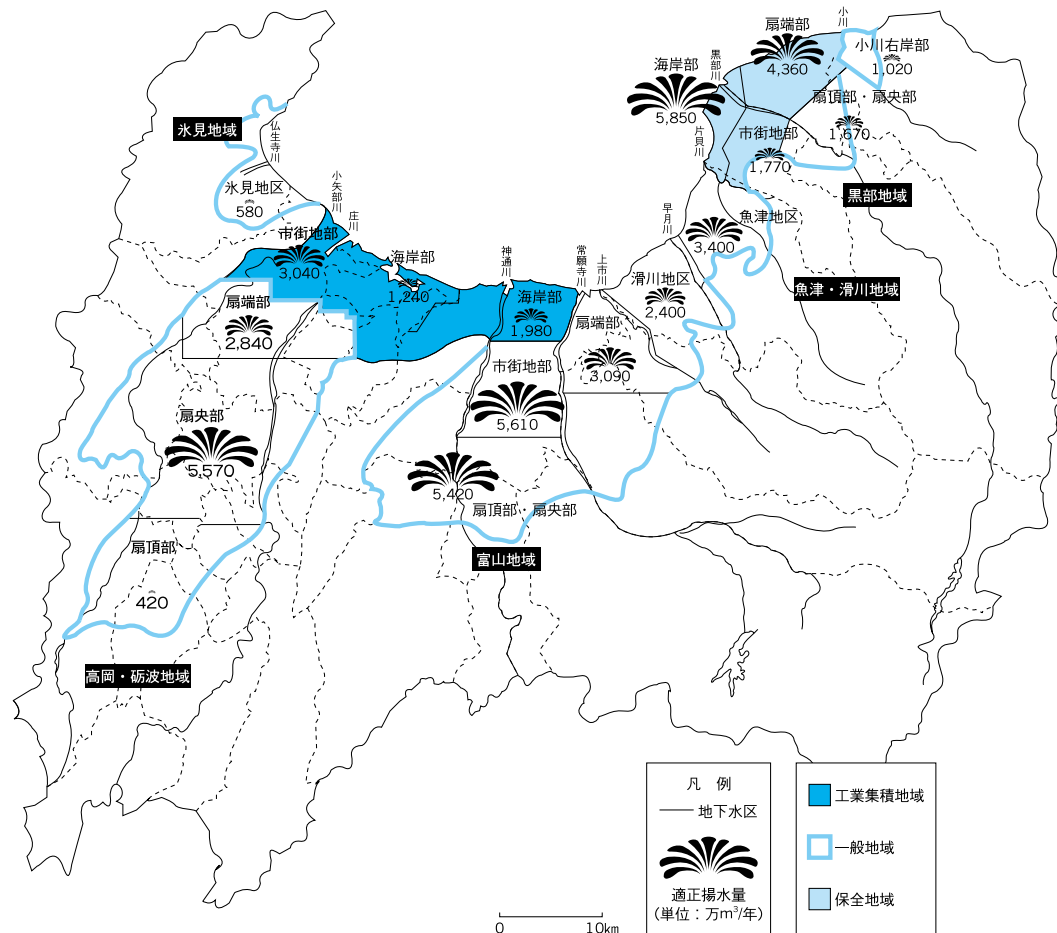 氷見地域
仏生寺川
氷見地区
580
小矢部川
庄川
市街地部
3,040
海岸部
1,240
扇端部
2,840
扇央部
5,570
扇頂部
420
高岡・砺波地域
神通川
常願寺川
上市川
海岸部
1,980
市街地部
5,610
扇端部
3,090
5,420
扇頂部・扇央部
富山地域
早月川
滑川地区
2,400
魚津地区
3,400
魚津・滑川地域
片貝川
黒部川
小川
海岸部
5,850
扇端部
4,360
小川右岸部
1,020
扇頂部・扇央部
1,670
市街地部
1,770
黒部地域
凡 例
地下水区
適正揚水量
(単位：万m³/年)
工業集積地域
一般地域
保全地域
0 10km